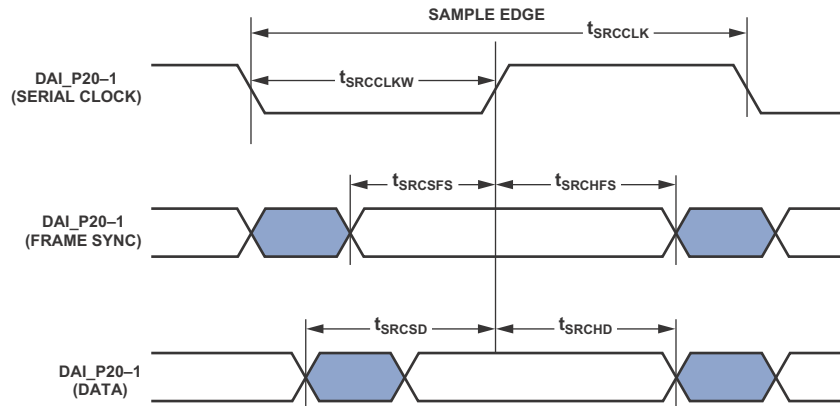 SAMPLE EDGE
tSRCCLK
DAI_P20–1
(SERIAL CLOCK)
tSRCCLKW
tSRCSFS
tSRCHFS
DAI_P20–1
(FRAME SYNC)
tSRCSD
tSRCHD
DAI_P20–1
(DATA)